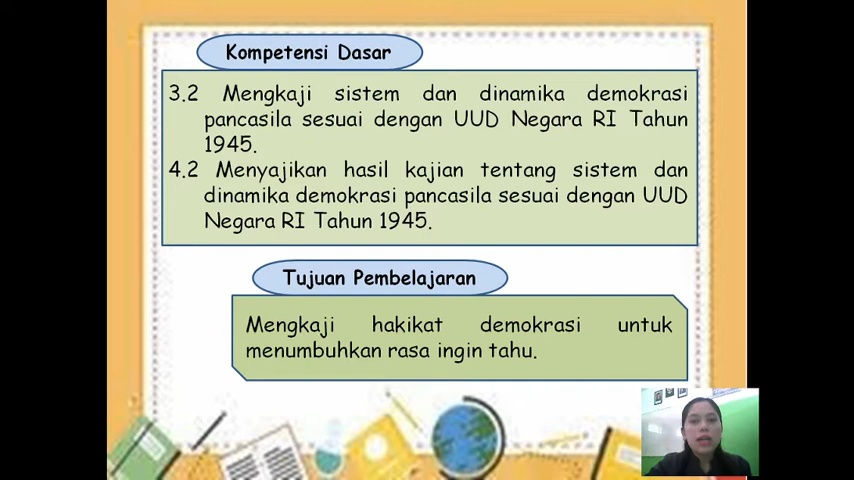 Kompetensi Dasar
3.2 Mengkaji sistem dan dinamika demokrasi
pancasila sesuai dengan UUD Negara RI Tahun
1945.
4.2 Menyajikan hasil kajian tentang sistem dan
dinamika demokrasi pancasila sesuai dengan UUD
Negara RI Tahun 1945.
Tujuan Pembelajaran
Mengkaji hakikat demokrasi untuk
menumbuhkan rasa ingin tahu.